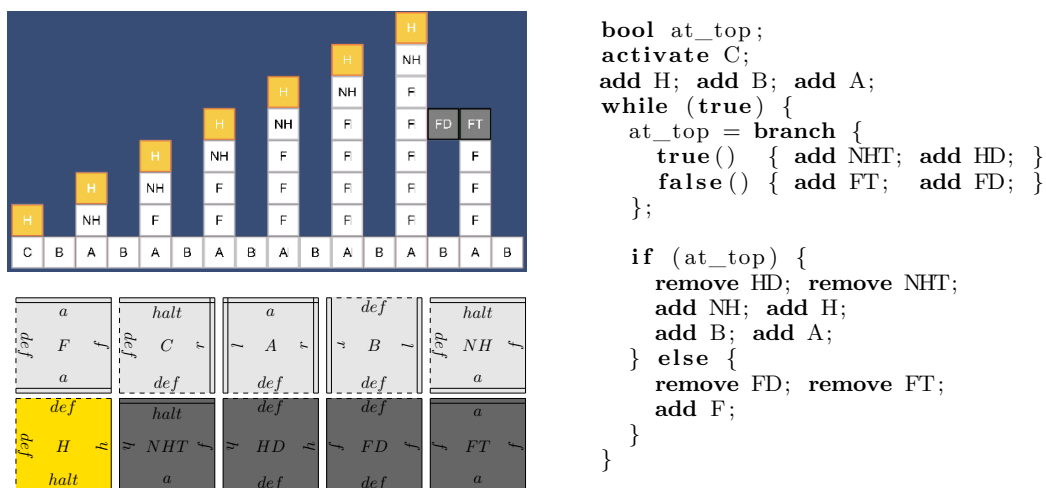 H
H NH
H NH F
H NH F F FD FT
H NH F F F F
H NH F F F F F
H NH F F F F F F
C B A B A B A B A B A B A B A B
a halt a def halt
def F f def C r l A r r B l def NH f
a def def def a
def halt def def a
def H h h NHT f h HD h f FD f f FT f
halt a def def a
bool at_top;
activate C;
add H; add B; add A;
while (true) {
at_top = branch {
true() { add NHT; add HD; }
false() { add FT; add FD; }
};
if (at_top) {
remove HD; remove NHT;
add NH; add H;
add B; add A;
} else {
remove FD; remove FT;
add F;
}
}